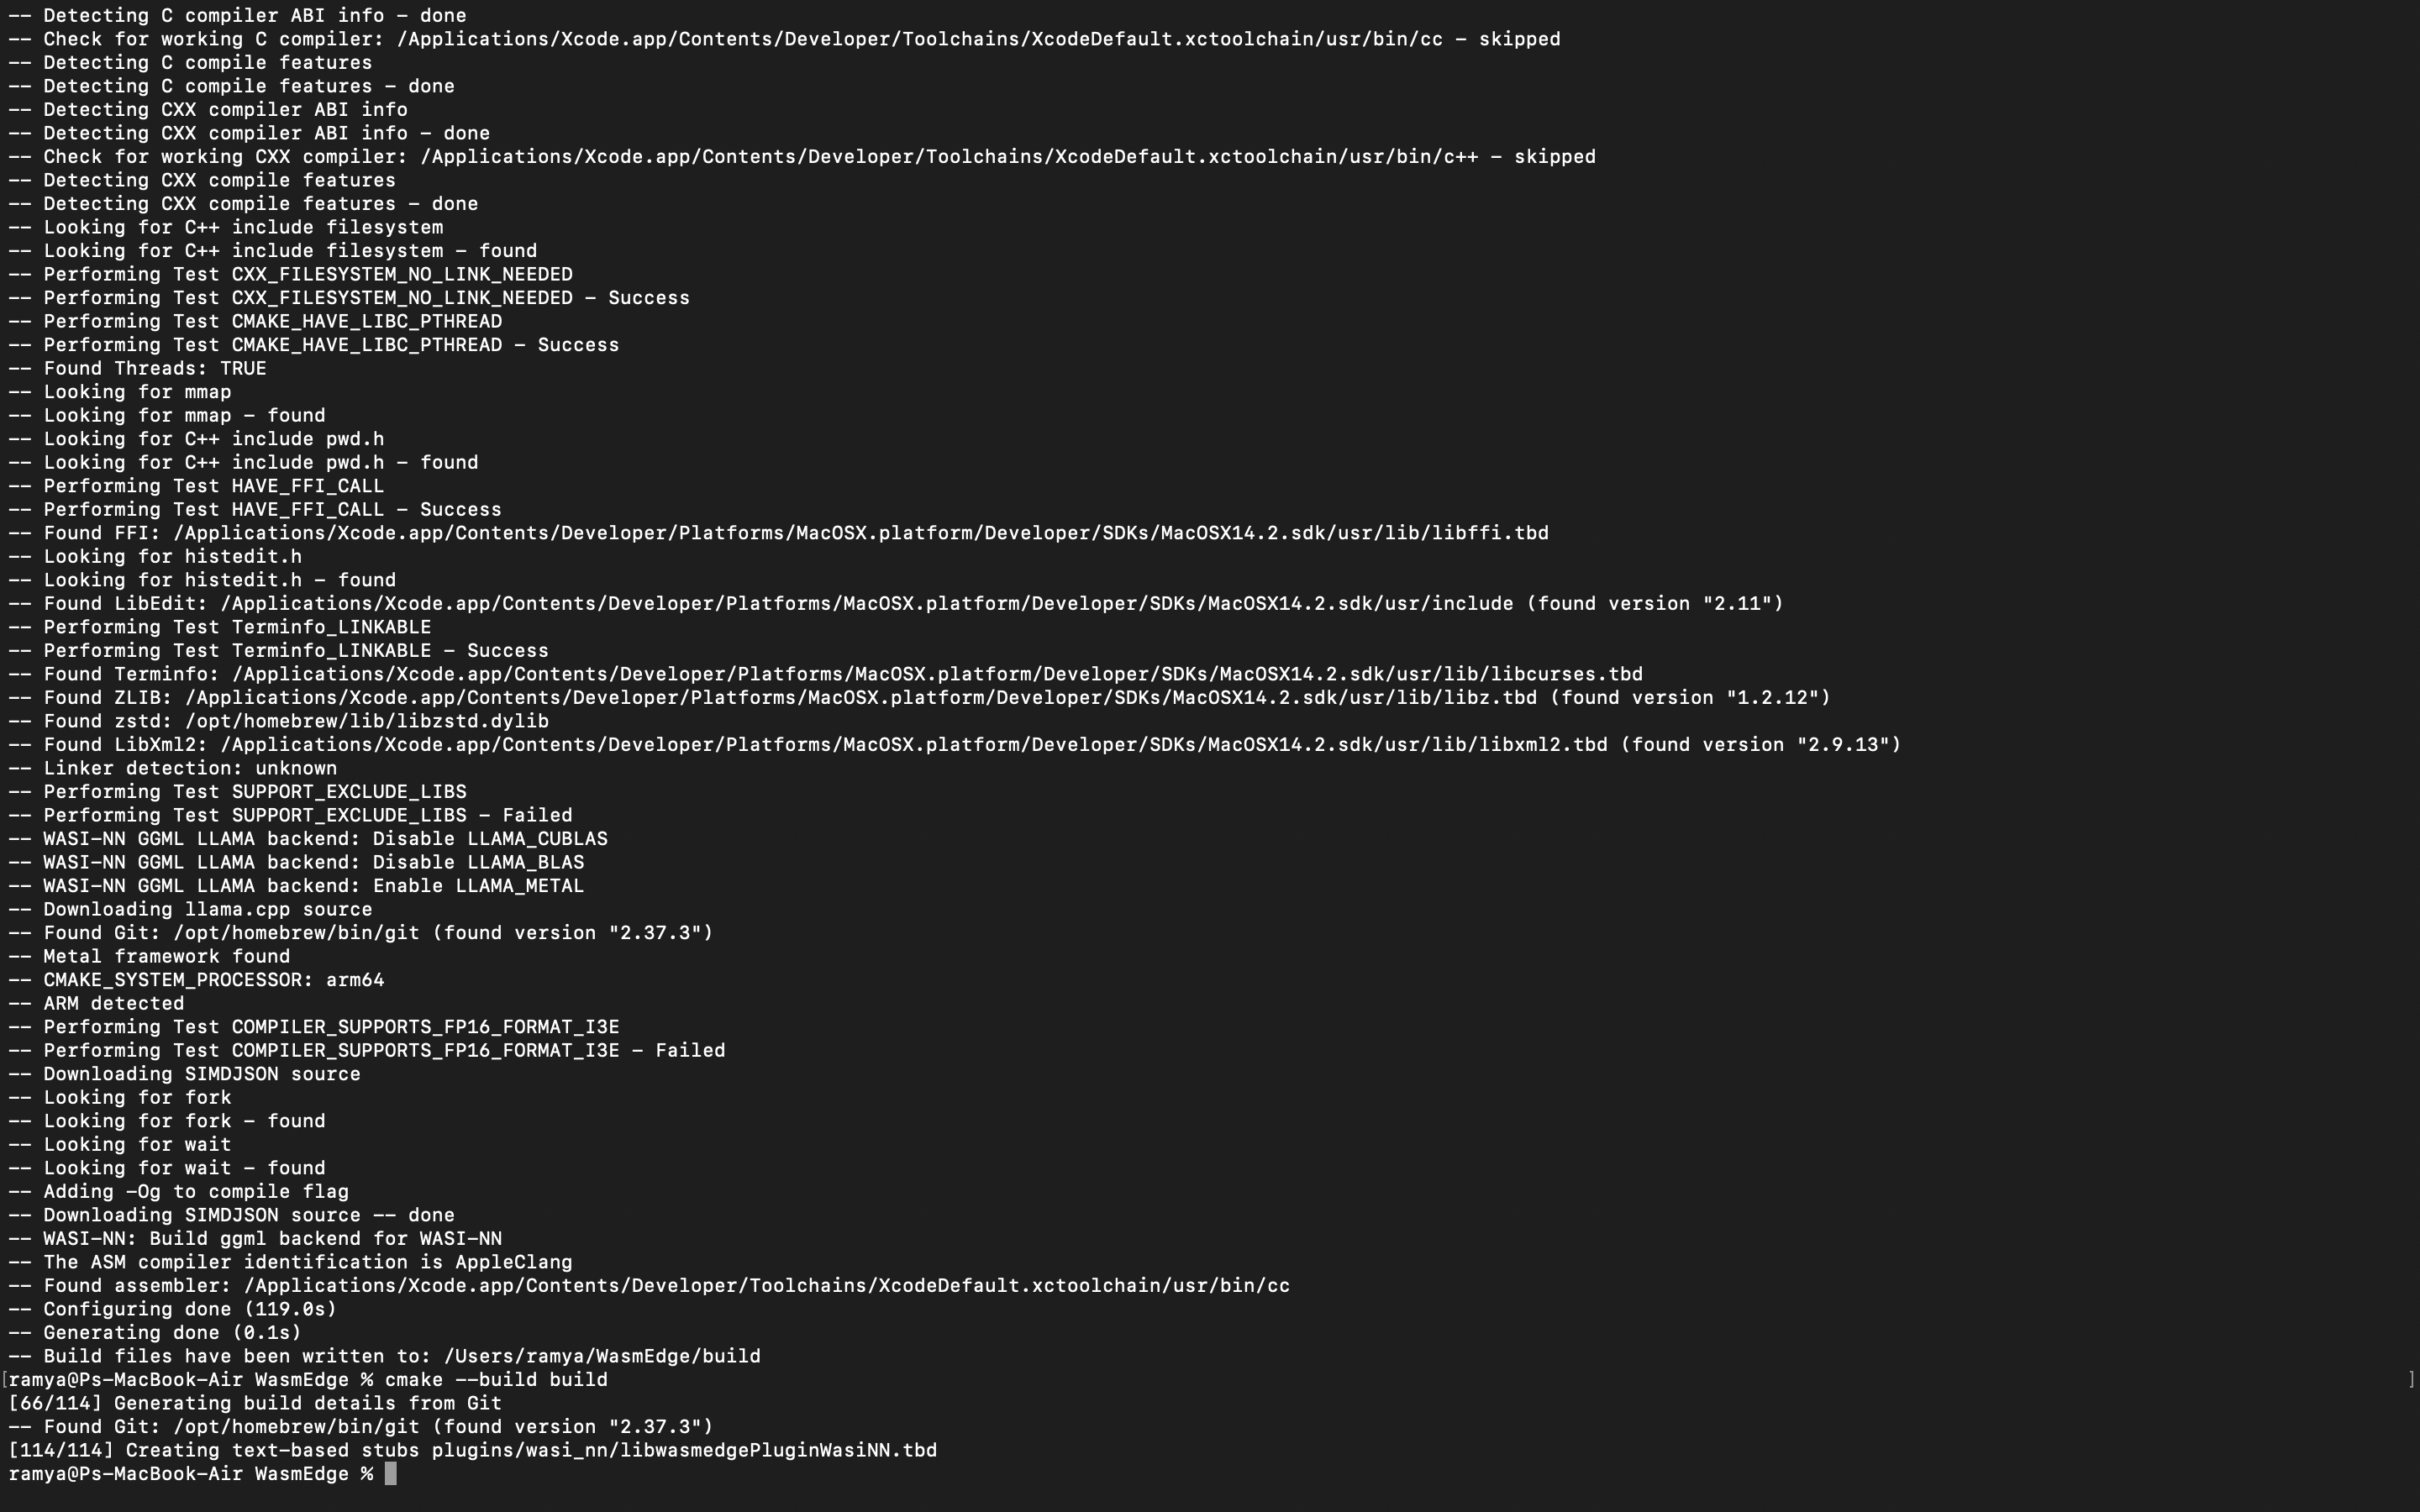 -- Detecting C compiler ABI info - done
-- Check for working C compiler: /Applications/Xcode.app/Contents/Developer/Toolchains/XcodeDefault.xctoolchain/usr/bin/cc - skipped
-- Detecting C compile features
-- Detecting C compile features - done
-- Detecting CXX compiler ABI info
-- Detecting CXX compiler ABI info - done
-- Check for working CXX compiler: /Applications/Xcode.app/Contents/Developer/Toolchains/XcodeDefault.xctoolchain/usr/bin/c++ - skipped
-- Detecting CXX compile features
-- Detecting CXX compile features - done
-- Looking for C++ include filesystem
-- Looking for C++ include filesystem - found
-- Performing Test CXX_FILESYSTEM_NO_LINK_NEEDED
-- Performing Test CXX_FILESYSTEM_NO_LINK_NEEDED - Success
-- Performing Test CMAKE_HAVE_LIBC_PTHREAD
-- Performing Test CMAKE_HAVE_LIBC_PTHREAD - Success
-- Found Threads: TRUE
-- Looking for mmap
-- Looking for mmap - found
-- Looking for C++ include pwd.h
-- Looking for C++ include pwd.h - found
-- Performing Test HAVE_FFI_CALL
-- Performing Test HAVE_FFI_CALL - Success
-- Found FFI: /Applications/Xcode.app/Contents/Developer/Platforms/MacOSX.platform/Developer/SDKs/MacOSX14.2.sdk/usr/lib/libffi.tbd
-- Looking for histedit.h
-- Looking for histedit.h - found
-- Found LibEdit: /Applications/Xcode.app/Contents/Developer/Platforms/MacOSX.platform/Developer/SDKs/MacOSX14.2.sdk/usr/include (found version "2.11")
-- Performing Test Terminfo_LINKABLE
-- Performing Test Terminfo_LINKABLE - Success
-- Found Terminfo: /Applications/Xcode.app/Contents/Developer/Platforms/MacOSX.platform/Developer/SDKs/MacOSX14.2.sdk/usr/lib/libcurses.tbd
-- Found ZLIB: /Applications/Xcode.app/Contents/Developer/Platforms/MacOSX.platform/Developer/SDKs/MacOSX14.2.sdk/usr/lib/libz.tbd (found version "1.2.12")
-- Found zstd: /opt/homebrew/lib/libzstd.dylib
-- Found LibXml2: /Applications/Xcode.app/Contents/Developer/Platforms/MacOSX.platform/Developer/SDKs/MacOSX14.2.sdk/usr/lib/libxml2.tbd (found version "2.9.13")
-- Linker detection: unknown
-- Performing Test SUPPORT_EXCLUDE_LIBS
-- Performing Test SUPPORT_EXCLUDE_LIBS - Failed
-- WASI-NN GGML LLAMA backend: Disable LLAMA_CUBLAS
-- WASI-NN GGML LLAMA backend: Disable LLAMA_BLAS
-- WASI-NN GGML LLAMA backend: Enable LLAMA_METAL
-- Downloading llama.cpp source
-- Found Git: /opt/homebrew/bin/git (found version "2.37.3")
-- Metal framework found
-- CMAKE_SYSTEM_PROCESSOR: arm64
-- ARM detected
-- Performing Test COMPILER_SUPPORTS_FP16_FORMAT_I3E
-- Performing Test COMPILER_SUPPORTS_FP16_FORMAT_I3E - Failed
-- Downloading SIMDJSON source
-- Looking for fork
-- Looking for fork - found
-- Looking for wait
-- Looking for wait - found
-- Adding -Og to compile flag
-- Downloading SIMDJSON source -- done
-- WASI-NN: Build ggml backend for WASI-NN
-- The ASM compiler identification is AppleClang
-- Found assembler: /Applications/Xcode.app/Contents/Developer/Toolchains/XcodeDefault.xctoolchain/usr/bin/cc
-- Configuring done (119.0s)
-- Generating done (0.1s)
-- Build files have been written to: /Users/ramya/WasmEdge/build
[ramya@Ps-MacBook-Air WasmEdge % cmake --build build ]
[66/114] Generating build details from Git
-- Found Git: /opt/homebrew/bin/git (found version "2.37.3")
[114/114] Creating text-based stubs plugins/wasi_nn/libwasmedgePluginWasiNN.tbd
ramya@Ps-MacBook-Air WasmEdge %